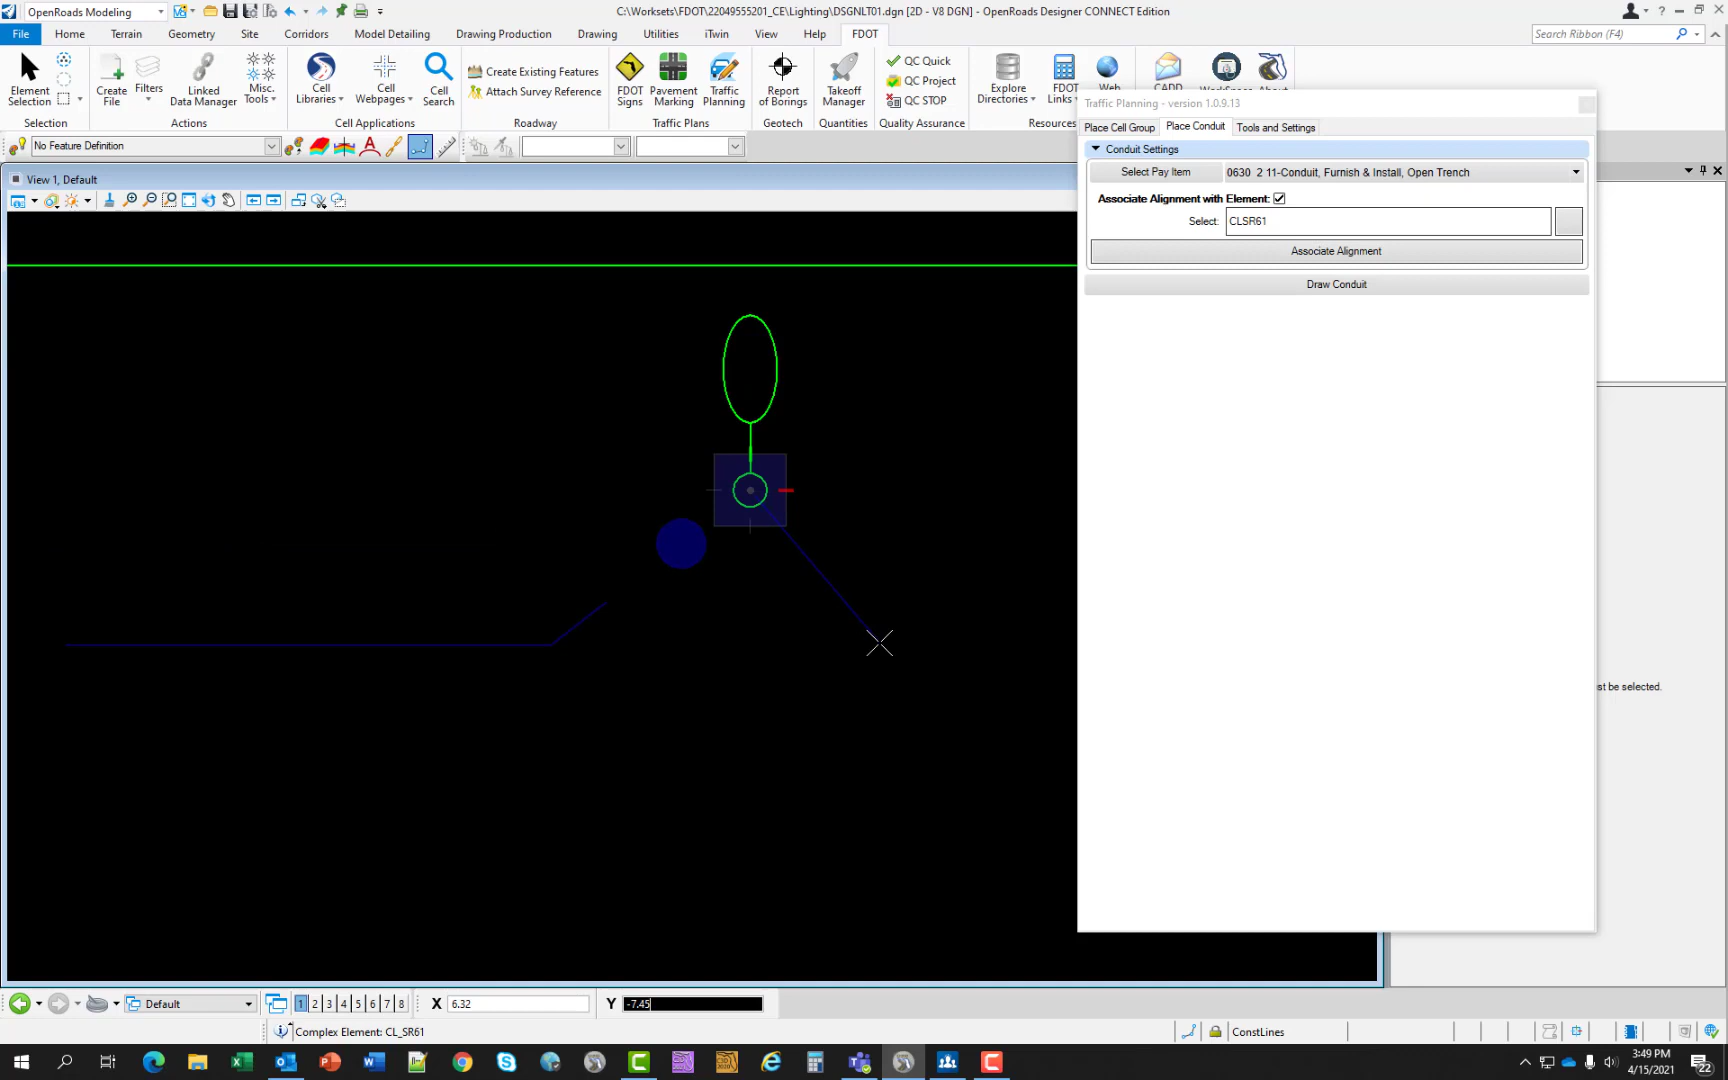 OpenRoads Modeling
C:\Worksets\FDOT\22049555201_CE\Lighting\DSGNLT01.dgn [2D - V8 DGN] - OpenRoads Designer CONNECT Edition
File Home Terrain Geometry Site Corridors Model Detailing Drawing Production Drawing Utilities iTwin View Help FDOT
Search Ribbon (F4)
Element Selection
Selection
Create File
Filters
Linked Data Manager
Misc. Tools
Actions
Cell Libraries
Cell Webpages
Cell Search
Cell Applications
Create Existing Features
Attach Survey Reference
Roadway
FDOT Signs
Pavement Marking
Traffic Planning
Traffic Plans
Report of Borings
Geotech
Takeoff Manager
Quantities
QC Quick
QC Project
QC STOP
Quality Assurance
Explore Directories
FDOT Links
Web
Resources
CADD
No Feature Definition
View 1, Default
Traffic Planning - version 1.0.9.13
Place Cell Group Place Conduit Tools and Settings
Conduit Settings
Select Pay Item 0630 2 11-Conduit, Furnish & Install, Open Trench
Associate Alignment with Element:
Select: CLSR61
Associate Alignment
Draw Conduit
st be selected.
Default
1 2 3 4 5 6 7 8
X 6.32
Y -7.45
Complex Element: CL_SR61
ConstLines
3:49 PM
4/15/2021
22